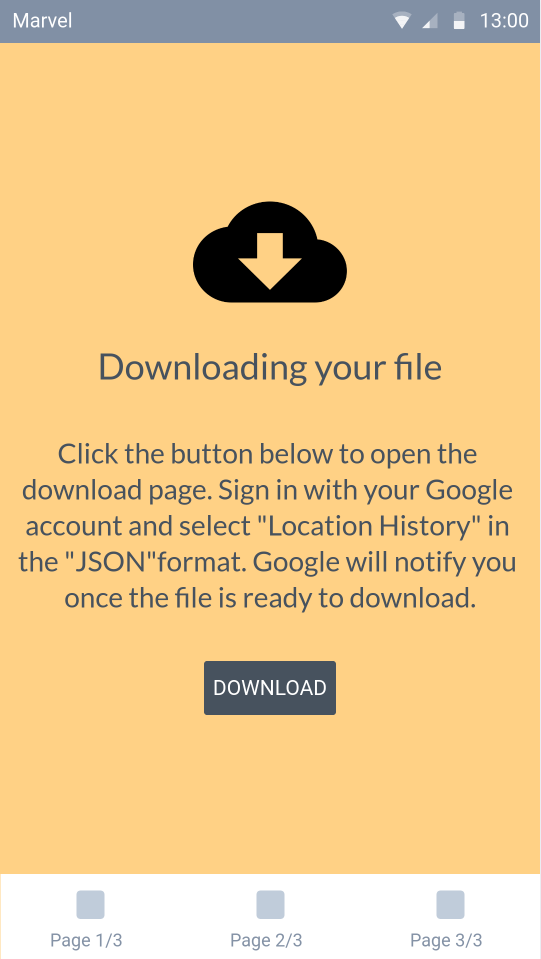 Marvel 13:00
Downloading your file
Click the button below to open the
download page. Sign in with your Google
account and select "Location History" in
the "JSON"format. Google will notify you
once the file is ready to download.
DOWNLOAD
Page 1/3 Page 2/3 Page 3/3